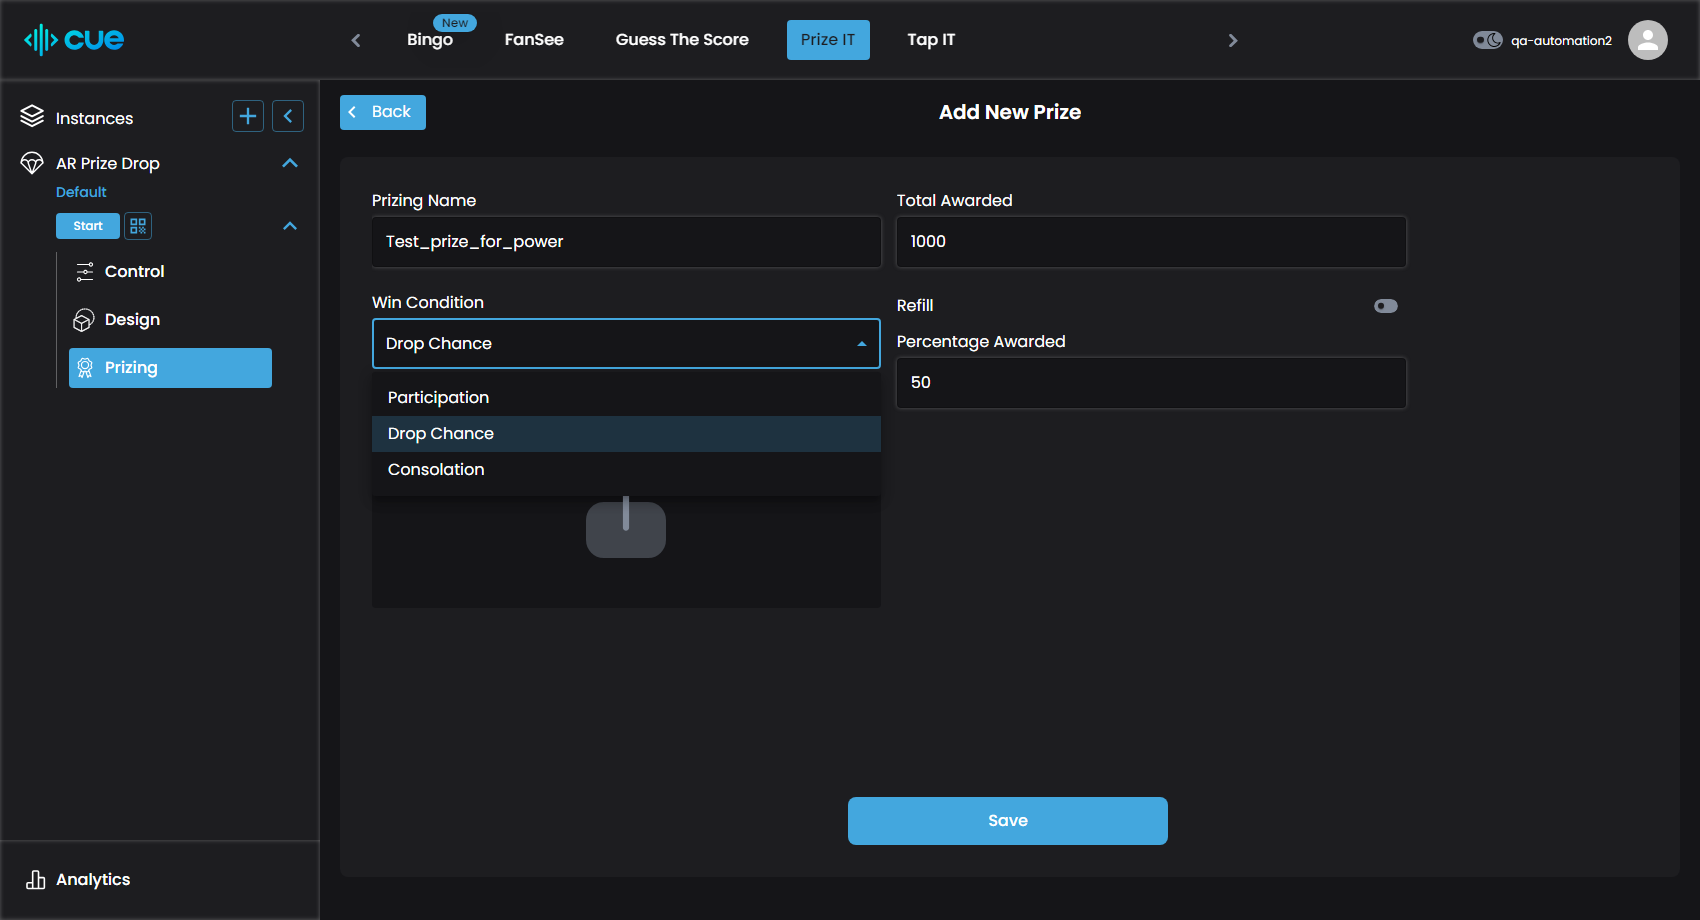 cue
New
Bingo
FanSee
Guess The Score
Prize IT
Tap IT
qa-automation2
Instances
AR Prize Drop
Default
Start
Control
Design
Prizing
Analytics
Back
Add New Prize
Prizing Name
Test_prize_for_power
Total Awarded
1000
Win Condition
Drop Chance
Participation
Drop Chance
Consolation
Refill
Percentage Awarded
50
Save